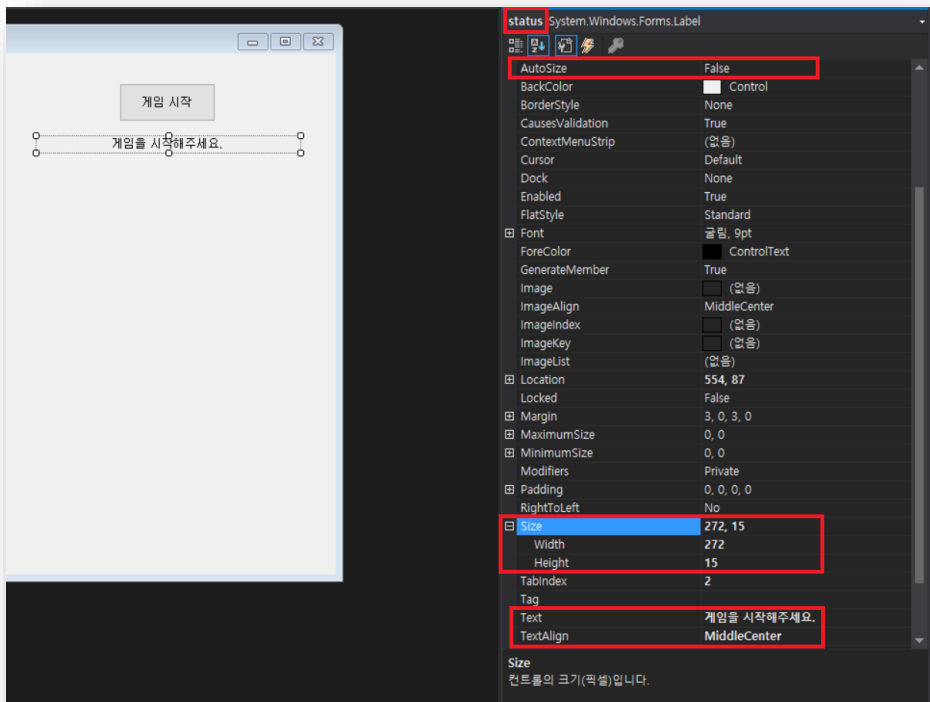 게임 시작
게임을 시작해주세요.
status System.Windows.Forms.Label
AutoSize False
BackColor Control
BorderStyle None
CausesValidation True
ContextMenuStrip (없음)
Cursor Default
Dock None
Enabled True
FlatStyle Standard
Font 굴림, 9pt
ForeColor ControlText
GenerateMember True
Image (없음)
ImageAlign MiddleCenter
ImageIndex (없음)
ImageKey (없음)
ImageList (없음)
Location 554, 87
Locked False
Margin 3, 0, 3, 0
MaximumSize 0, 0
MinimumSize 0, 0
Modifiers Private
Padding 0, 0, 0, 0
RightToLeft No
Size 272, 15
Width 272
Height 15
TabIndex 2
Tag
Text 게임을 시작해주세요.
TextAlign MiddleCenter
Size
컨트롤의 크기(픽셀)입니다.